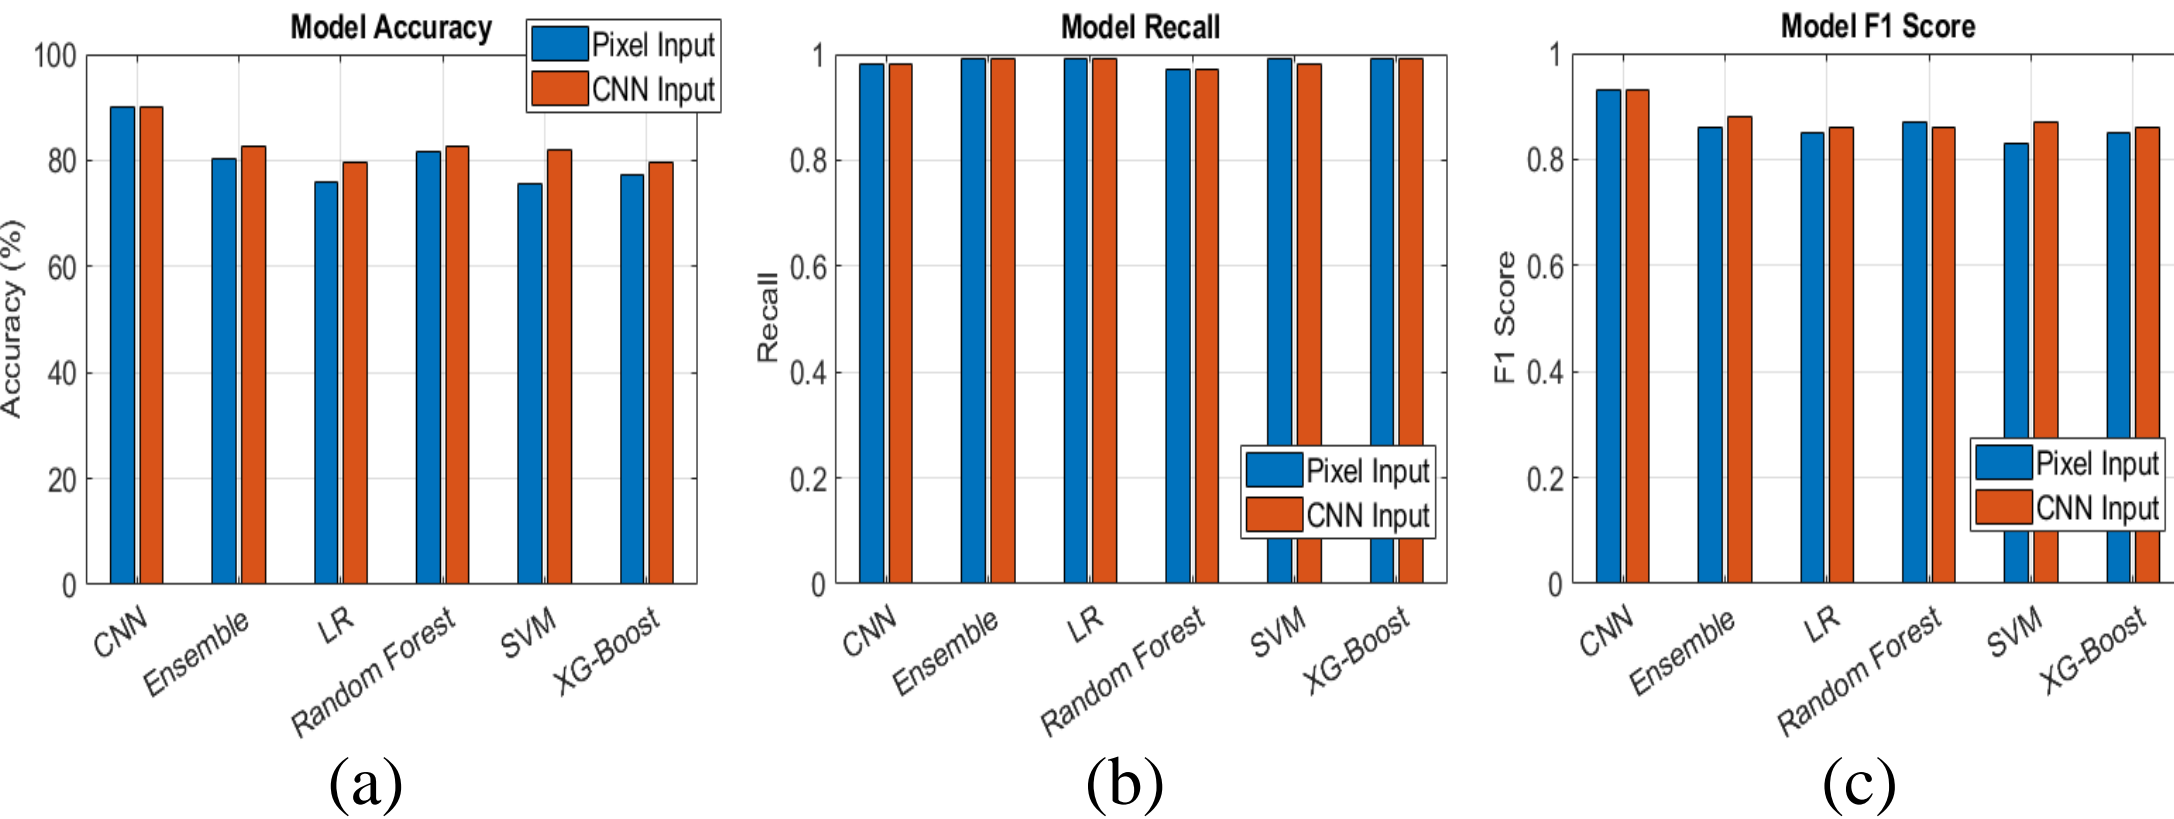 Model Accuracy
Pixel Input
CNN Input
100
80
60
40
20
0
Accuracy (%)
CNN
Ensemble
LR
Random Forest
SVM
XG-Boost
(a)
Model Recall
1
0.8
0.6
0.4
0.2
0
Recall
Pixel Input
CNN Input
CNN
Ensemble
LR
Random Forest
SVM
XG-Boost
(b)
Model F1 Score
1
0.8
0.6
0.4
0.2
0
F1 Score
Pixel Input
CNN Input
CNN
Ensemble
LR
Random Forest
SVM
XG-Boost
(c)